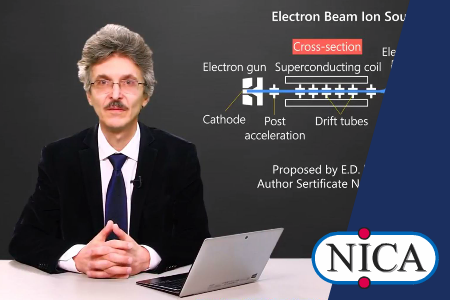 Electron Beam Ion Sou
Cross-section
Electron gun Superconducting coil
Cathode
Post
acceleration
Drift tubes
Proposed by E.D.
Author Sertificate N
NICA